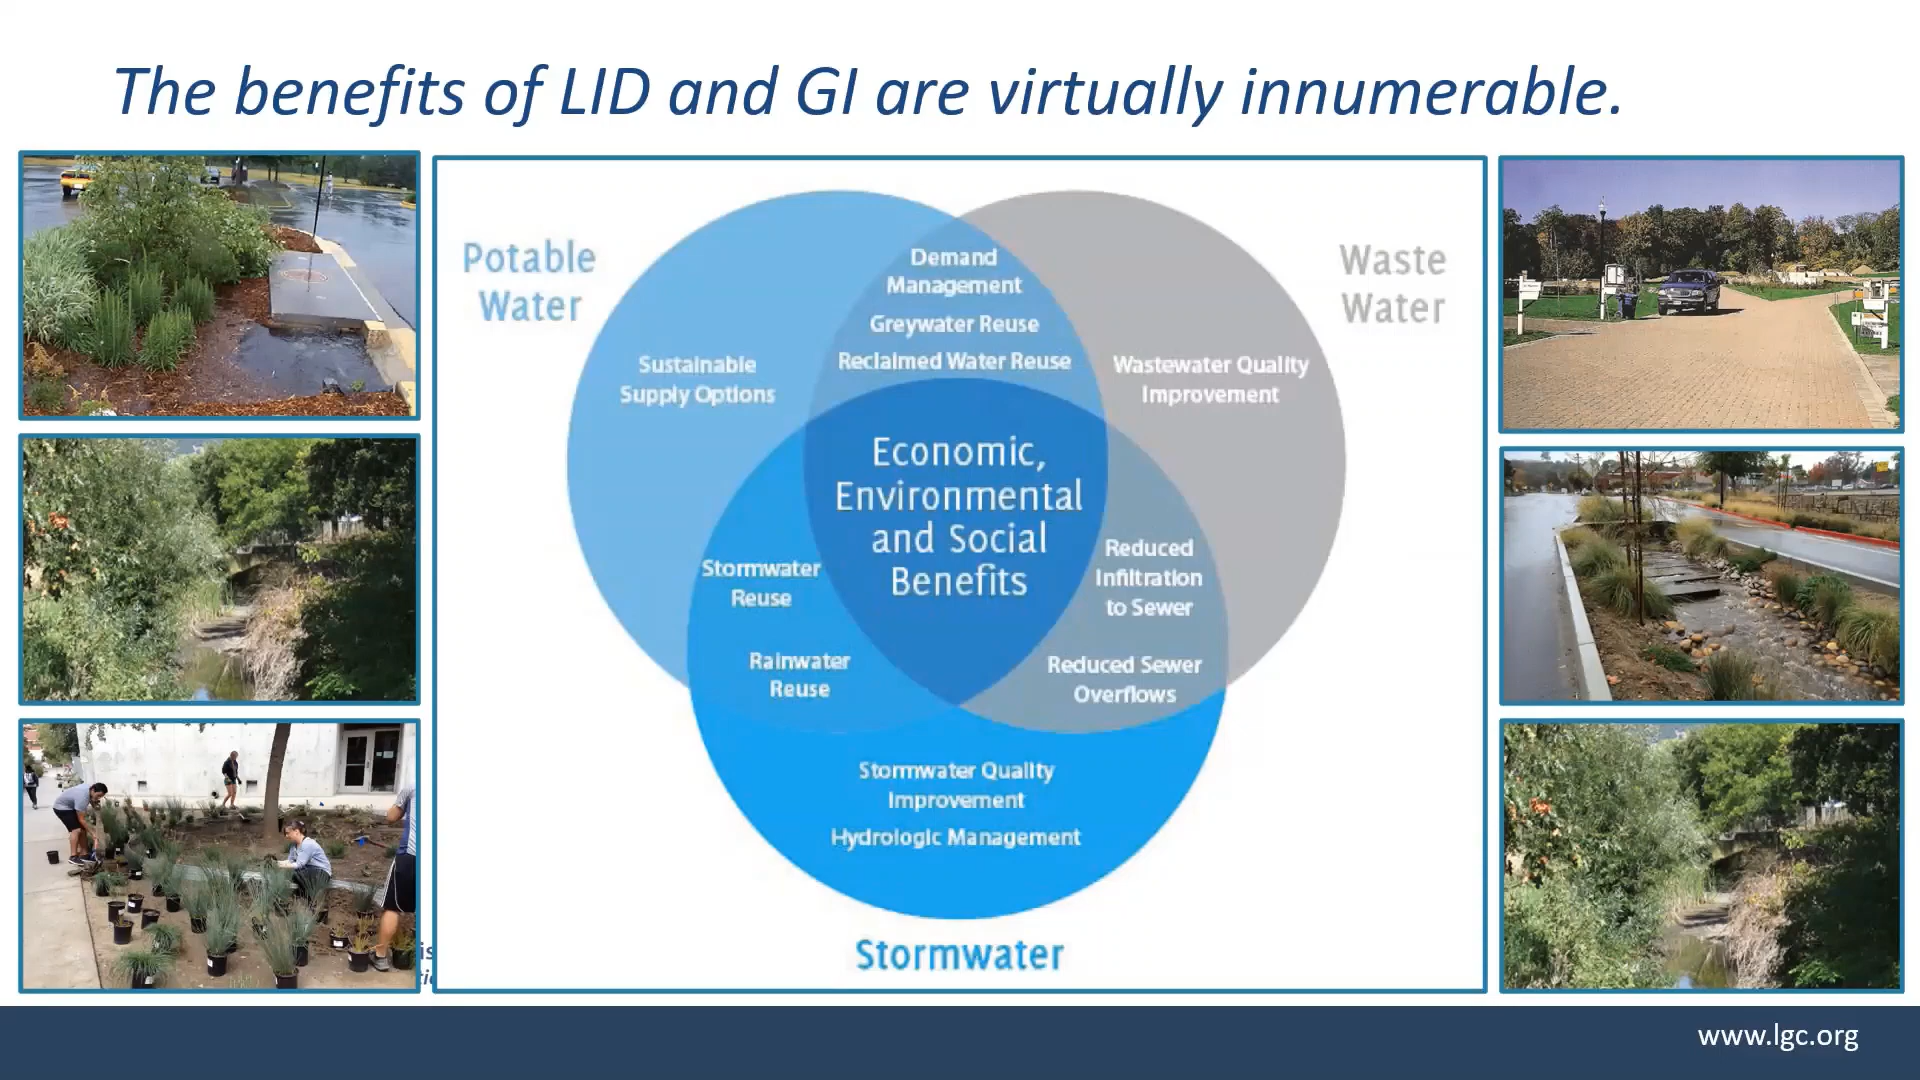 The benefits of LID and GI are virtually innumerable.
Potable
Water
Waste
Water
Demand
Management
Greywater Reuse
Reclaimed Water Reuse
Sustainable
Supply Options
Wastewater Quality
Improvement
Economic,
Environmental
and Social
Benefits
Stormwater
Reuse
Rainwater
Reuse
Reduced
Infiltration
to Sewer
Reduced Sewer
Overflows
Stormwater Quality
Improvement
Hydrologic Management
Stormwater
www.lgc.org